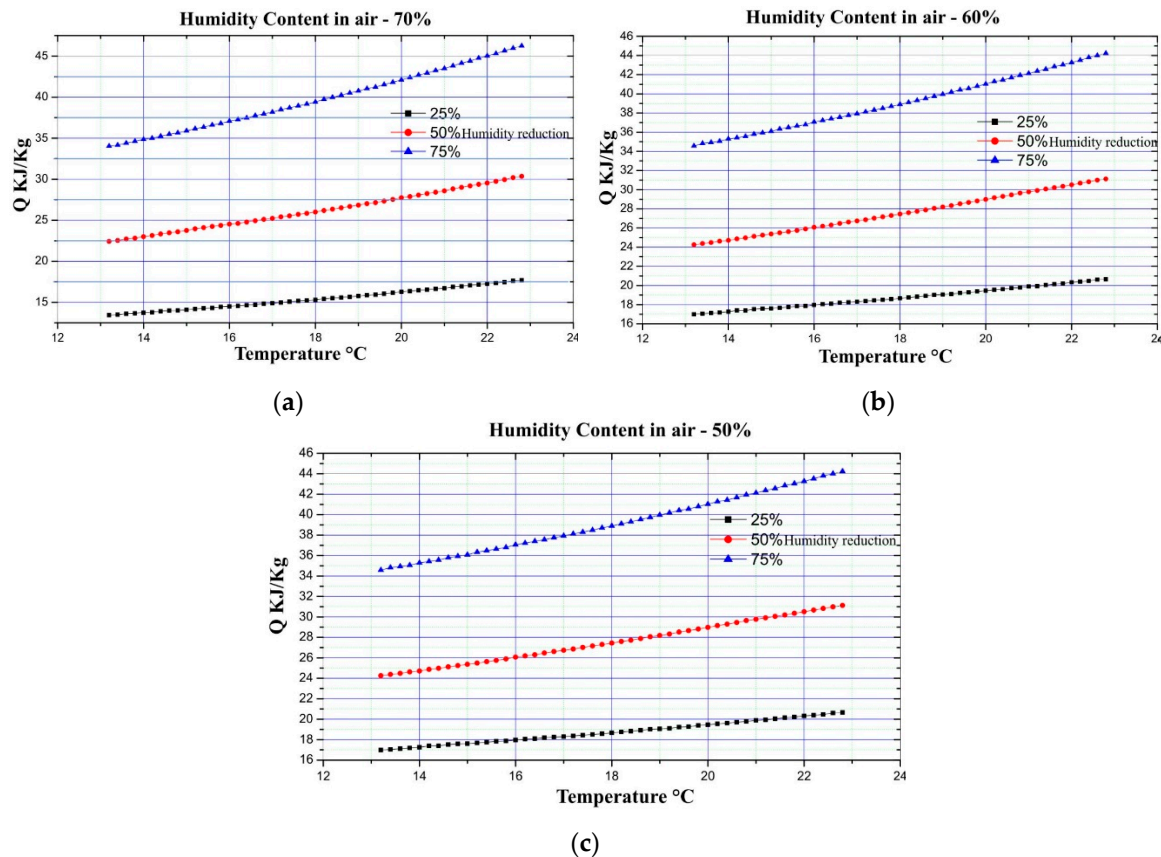 Humidity Content in air - 70%
45
40
35
30
25
20
15
Q KJ/Kg
25%
50% Humidity reduction
75%
12 14 16 18 20 22 24
Temperature °C
(a)
Humidity Content in air - 60%
46
44
42
40
38
36
34
32
30
28
26
24
22
20
18
16
Q KJ/Kg
25%
50% Humidity reduction
75%
12 14 16 18 20 22 24
Temperature °C
(b)
Humidity Content in air - 50%
46
44
42
40
38
36
34
32
30
28
26
24
22
20
18
16
Q KJ/Kg
25%
50% Humidity reduction
75%
12 14 16 18 20 22 24
Temperature °C
(c)